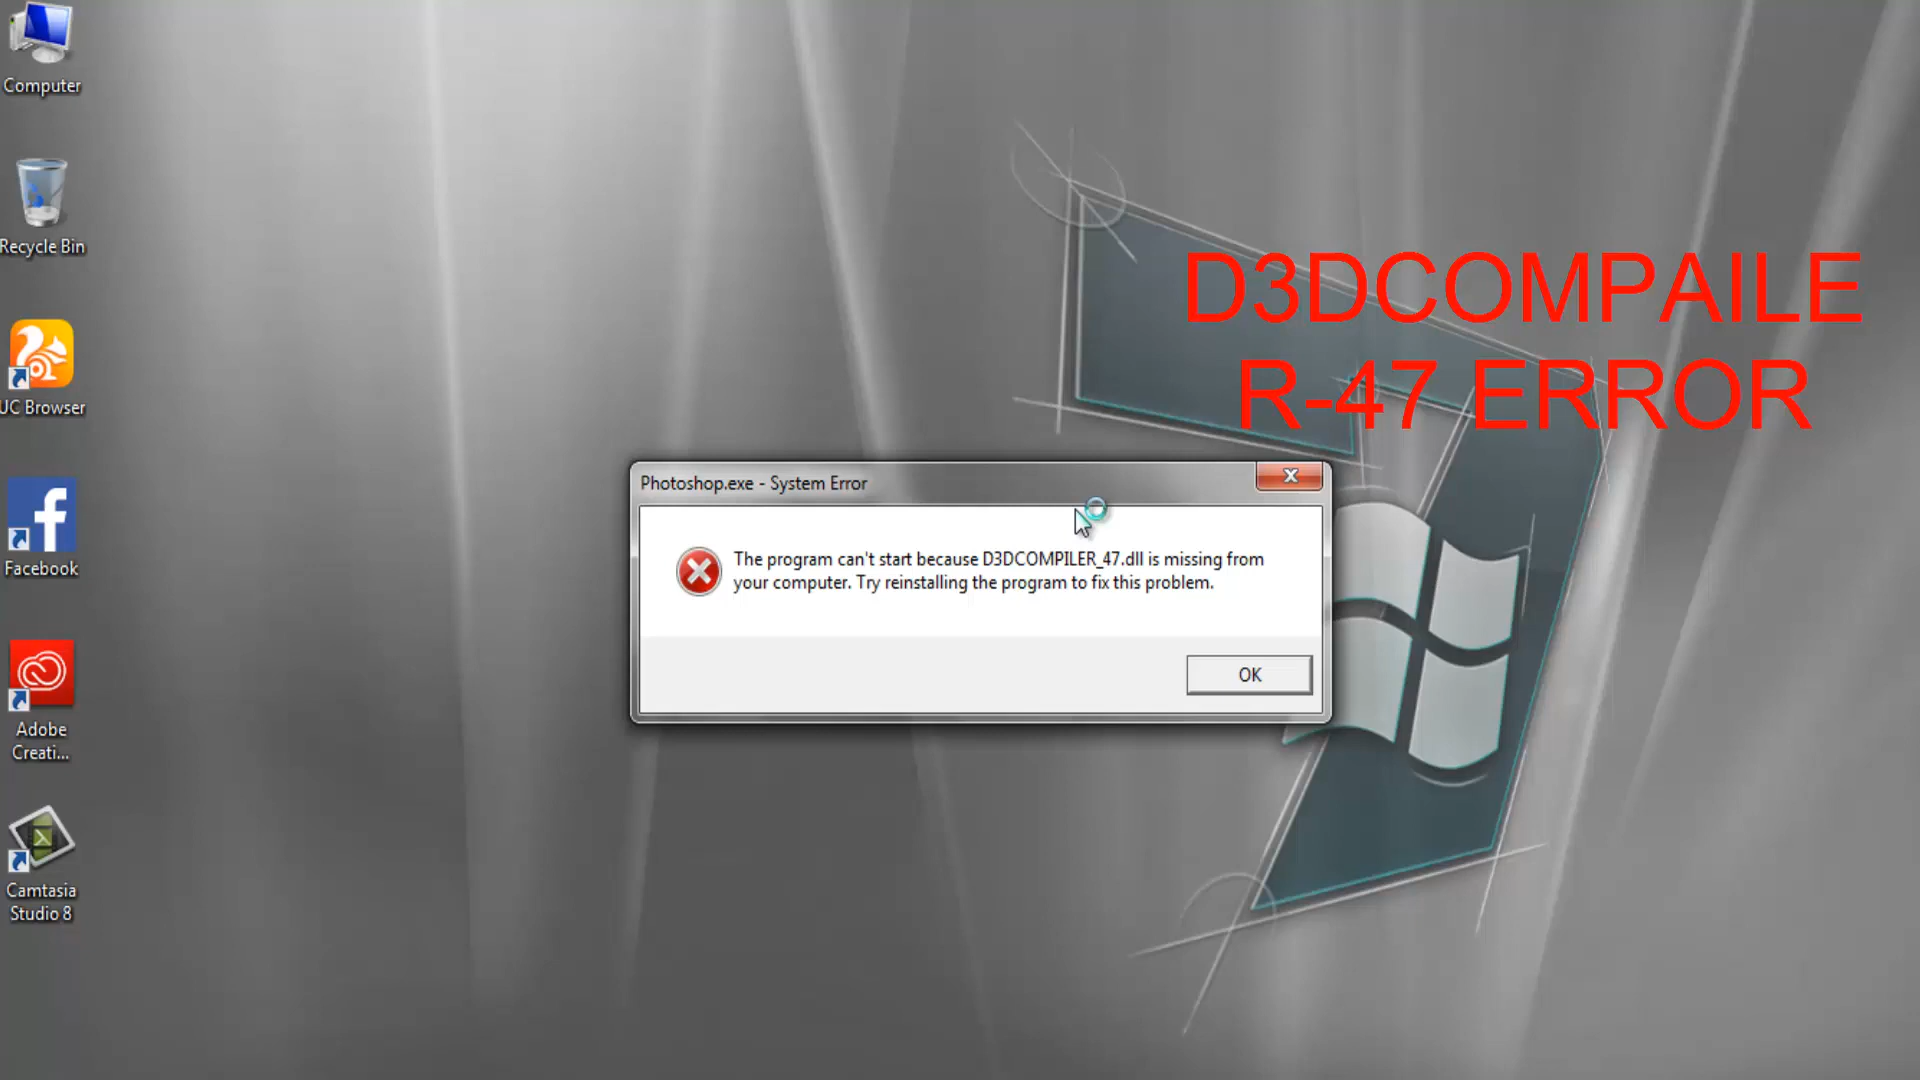 Computer
Recycle Bin
UC Browser
Facebook
Adobe
Creati...
Camtasia
Studio 8
D3DCOMPAILE
R-47 ERROR
Photoshop.exe - System Error
The program can't start because D3DCOMPILER_47.dll is missing from
your computer. Try reinstalling the program to fix this problem.
OK